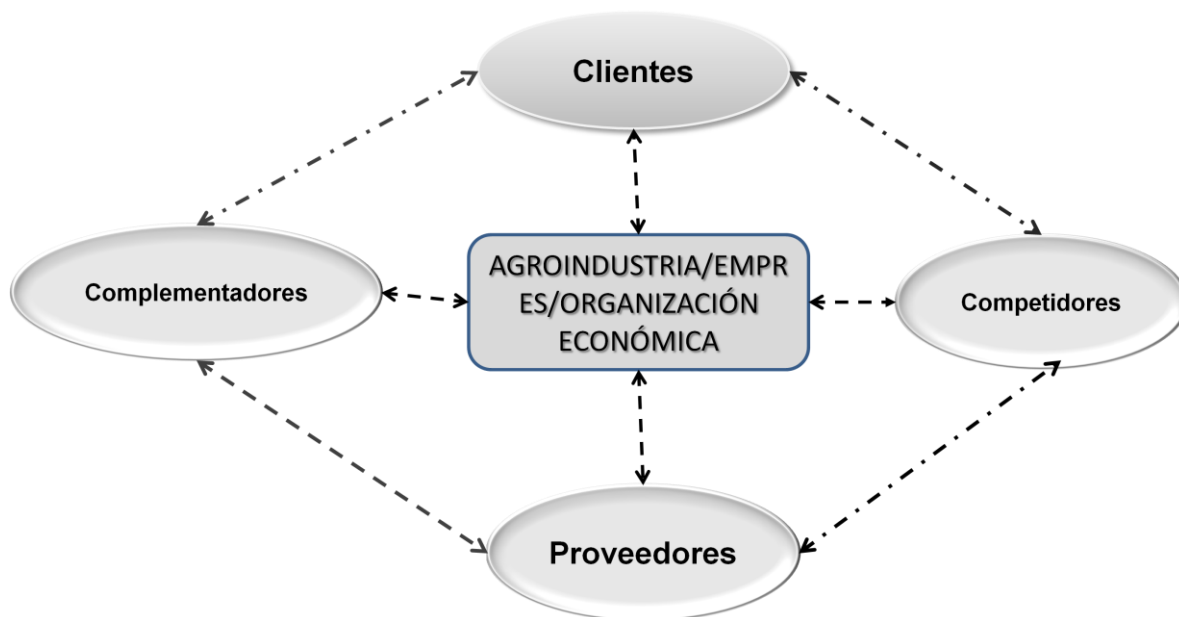 Clientes
Complementadores
AGROINDUSTRIA/EMPR
ES/ORGANIZACIÓN
ECONÓMICA
Competidores
Proveedores